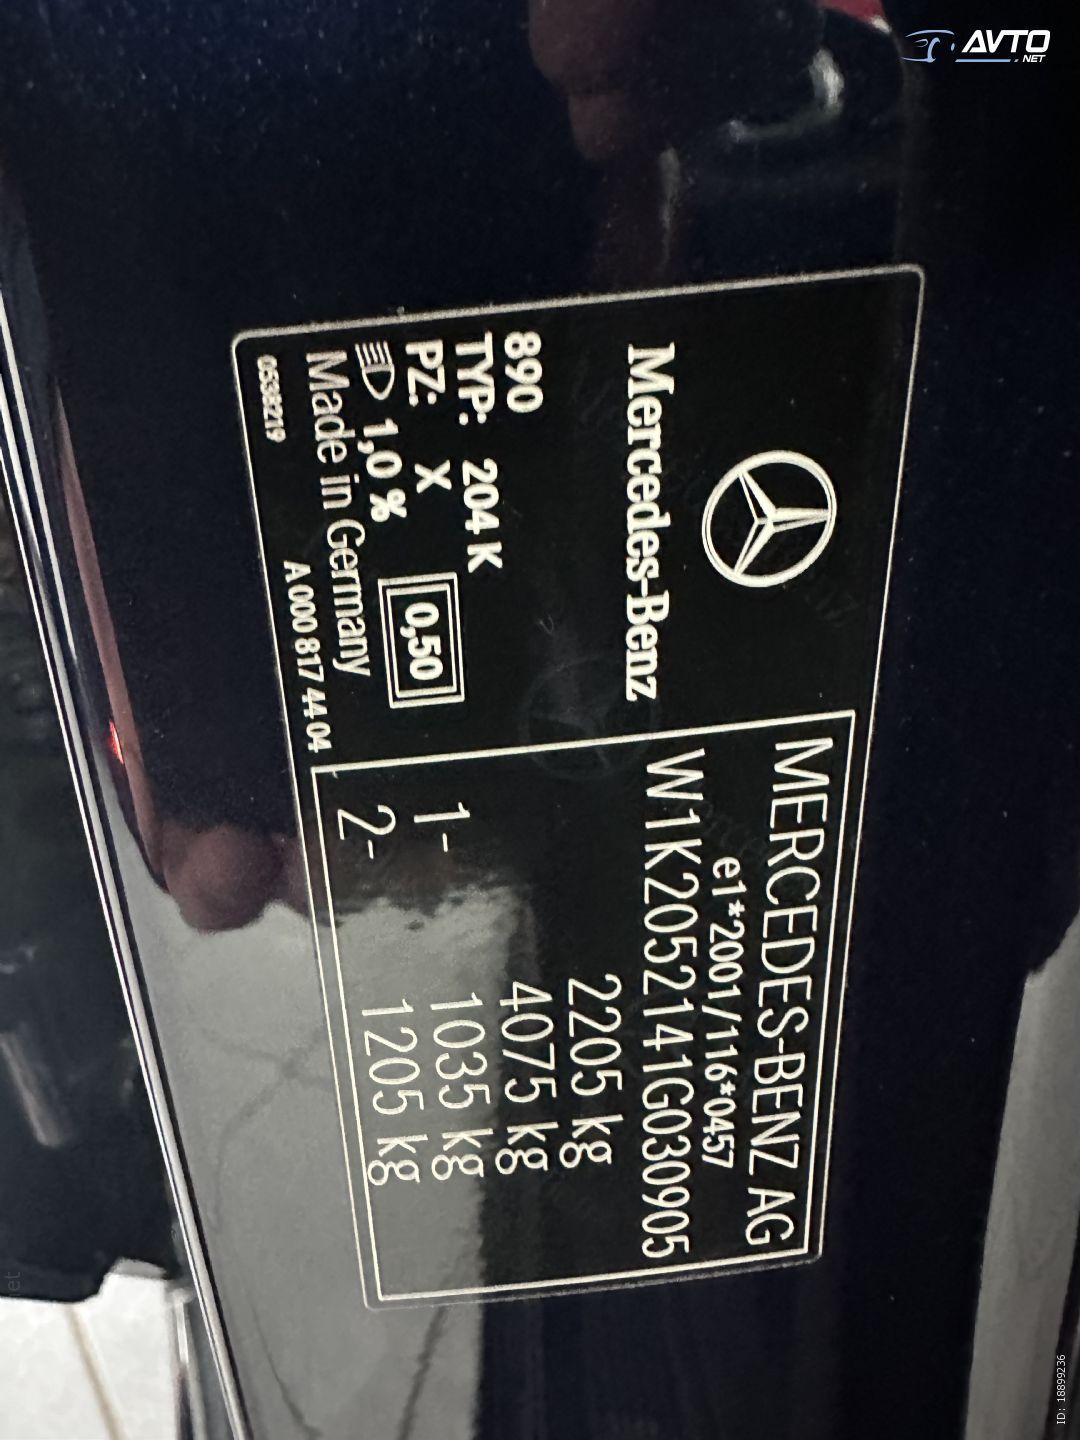 AVTO
.NET
Mercedes-Benz
890
TYP: 204 K
PZ: X
1,0 %
0,50
Made in Germany
0538219
A 000 817 44 04
MERCEDES-BENZ AG
e1*2001/116*0457
W1K2052141G030905
2205 kg
4075 kg
1- 1035 kg
2- 1205 kg
ID: 18899236